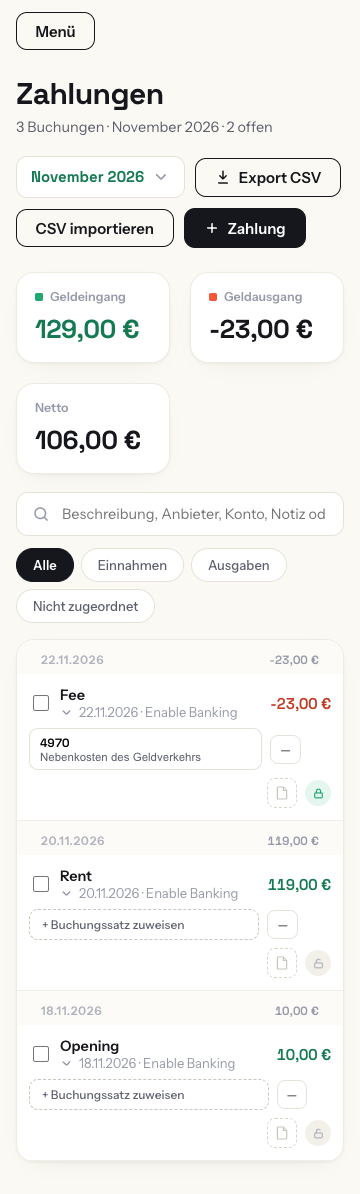 Menü
Zahlungen
3 Buchungen · November 2026 · 2 offen
November 2026
Export CSV
CSV importieren
+ Zahlung
Geldeingang
129,00 €
Geldausgang
-23,00 €
Netto
106,00 €
Beschreibung, Anbieter, Konto, Notiz od
Alle
Einnahmen
Ausgaben
Nicht zugeordnet
22.11.2026 -23,00 €
Fee
-23,00 €
22.11.2026 · Enable Banking
4970
Nebenkosten des Geldverkehrs
–
20.11.2026 119,00 €
Rent
119,00 €
20.11.2026 · Enable Banking
+ Buchungssatz zuweisen
–
18.11.2026 10,00 €
Opening
10,00 €
18.11.2026 · Enable Banking
+ Buchungssatz zuweisen
–